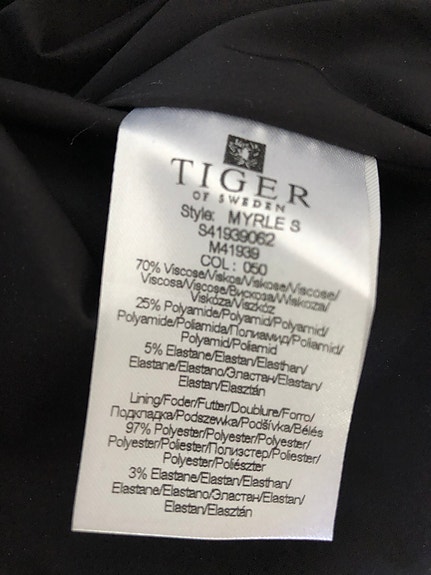 TIGER
OF SWEDEN
Style: MYRLE S
S41939062
M41939
COL: 050
70% Viscose/Viskos/Viskose/Viscose/
Viscosa/Viscose/Вискоза/Wiskoza/
Viskóza/Viszkóz
25% Polyamide/Polyamid/Polyamid/
Polyamide/Poliamida/Полиамид/Poliamid/
Polyamid/Poliamid
5% Elastane/Elastan/Elasthan/
Elastane/Elastano/Эластан/Elastan/
Elastan/Elasztán
Lining/Foder/Futter/Doublure/Forro/
Подкладка/Podszewka/Podšívka/Bélés
97% Polyester/Polyester/Polyester/
Polyester/Poliester/Полиэстер/Poliester/
Polyester/Poliészter
3% Elastane/Elastan/Elasthan/
Elastane/Elastano/Эластан/Elastan/
Elastan/Elasztán